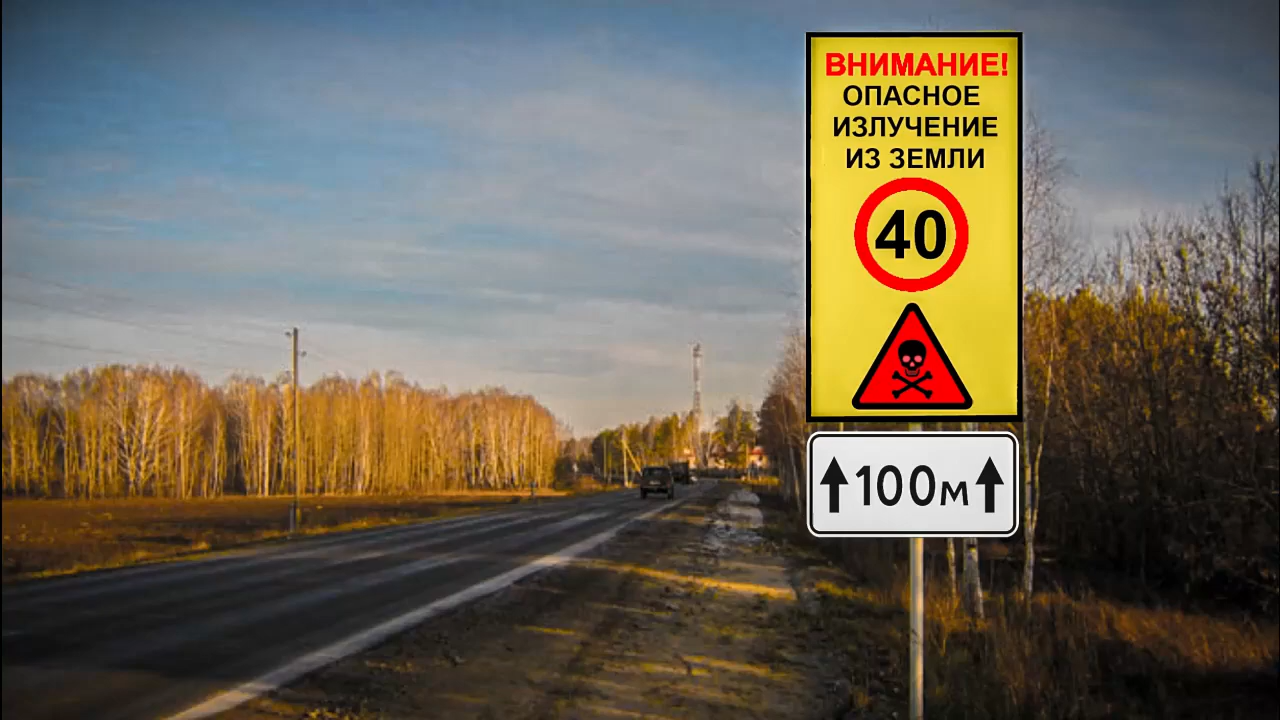 ВНИМАНИЕ!
ОПАСНОЕ
ИЗЛУЧЕНИЕ
ИЗ ЗЕМЛИ
40
100м